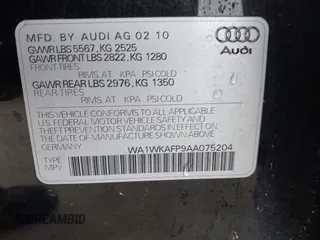 MFD. BY AUDI AG 02 10
GVWR LBS 5567, KG 2525
GAWR FRONT LBS 2822, KG 1280
FRONT TIRES
RIMS AT KPA PSI COLD
GAWR REAR LBS 2976, KG 1350
RIMS AT KPA PSI COLD
THIS VEHICLE CONFORMS TO ALL APPLICABLE
U.S. FEDERAL MOTOR VEHICLE SAFETY AND
THEFT PREVENTION STANDARDS IN EFFECT ON
THE DATE OF MANUFACTURE SHOWN ABOVE.
GERMANY
WA1WKAFP9AA075204
TYPE:
MPV
Audi